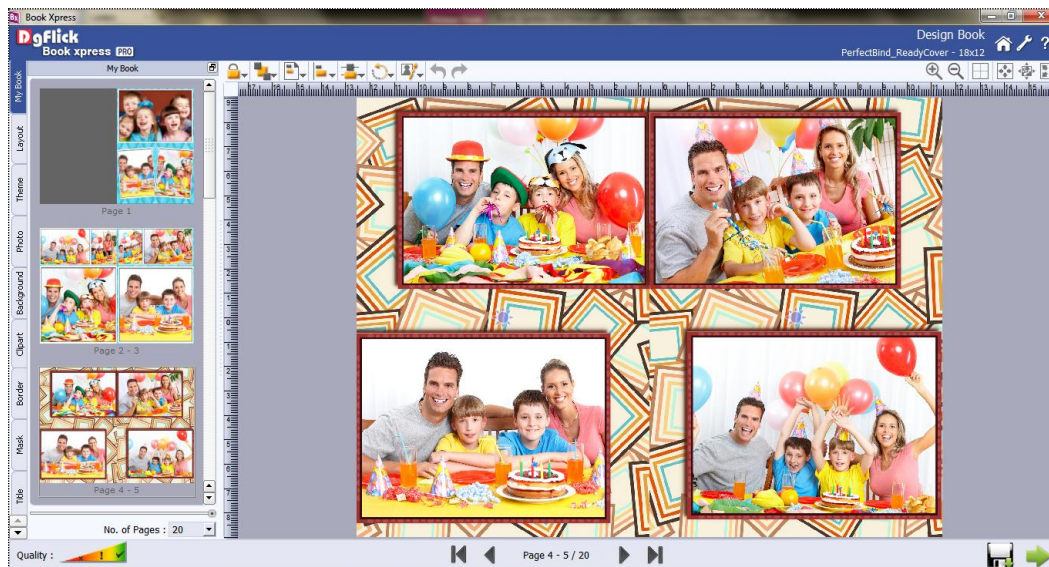 Book Xpress
DgFlick
Book xpress PRO
Design Book
PerfectBind_ReadyCover - 18x12
My Book
My Book
Layout
Theme
Photo
Background
Clipart
Border
Mask
Title
Page 1
Page 2 - 3
Page 4 - 5
No. of Pages : 20
Quality :
Page 4 - 5 / 20